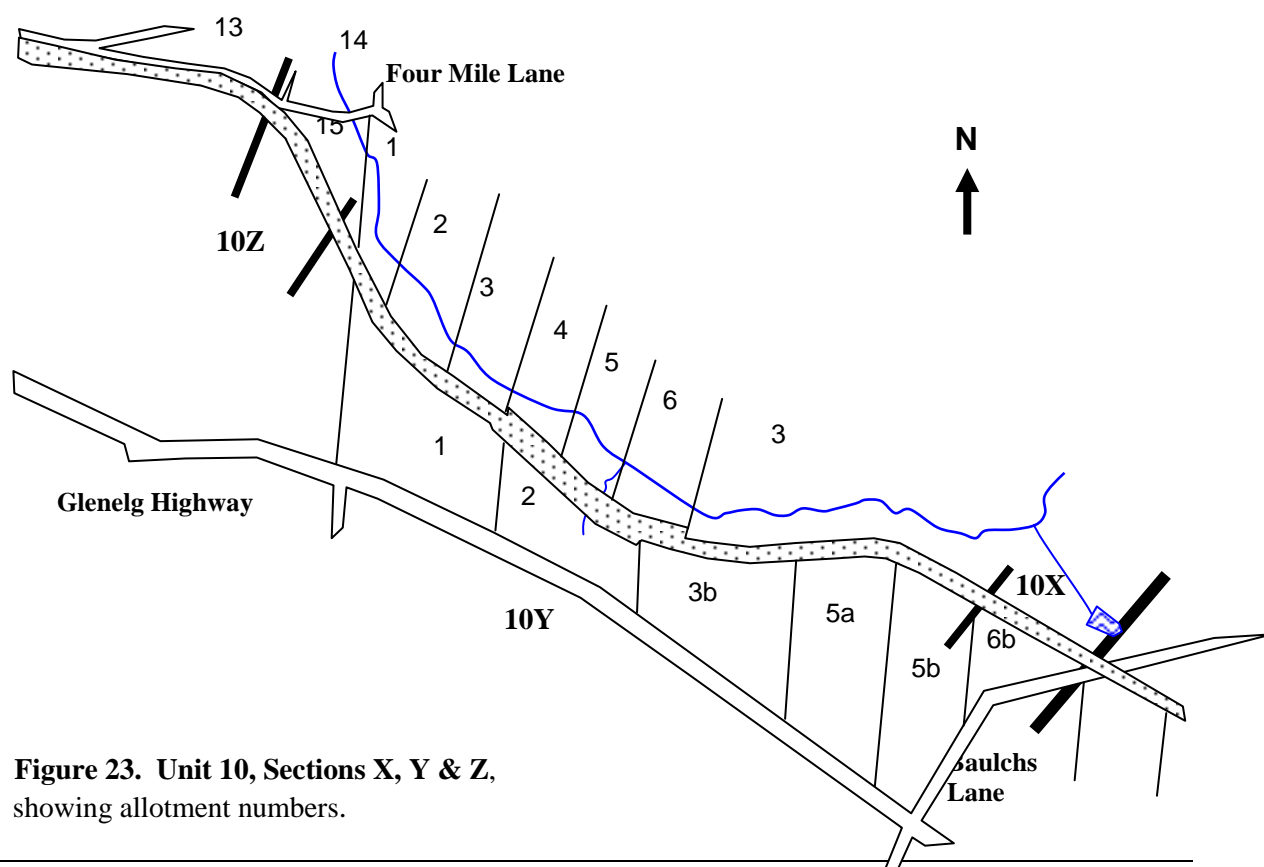 13
14
Four Mile Lane
15
1
N
2
10Z
3
4
5
6
3
1
Glenelg Highway
2
10X
3b
5a
10Y
6b
5b
Baulchs
Lane
Figure 23. Unit 10, Sections X, Y & Z,
showing allotment numbers.